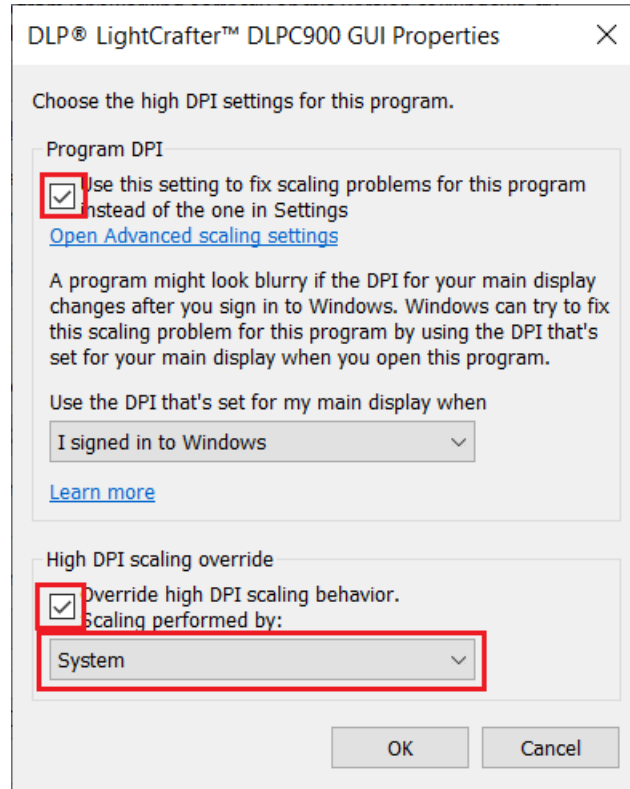 DLP® LightCrafter™ DLPC900 GUI Properties
Choose the high DPI settings for this program.
Program DPI
Use this setting to fix scaling problems for this program
instead of the one in Settings
Open Advanced scaling settings
A program might look blurry if the DPI for your main display
changes after you sign in to Windows. Windows can try to fix
this scaling problem for this program by using the DPI that's
set for your main display when you open this program.
Use the DPI that's set for my main display when
I signed in to Windows
Learn more
High DPI scaling override
Override high DPI scaling behavior.
Scaling performed by:
System
OK
Cancel